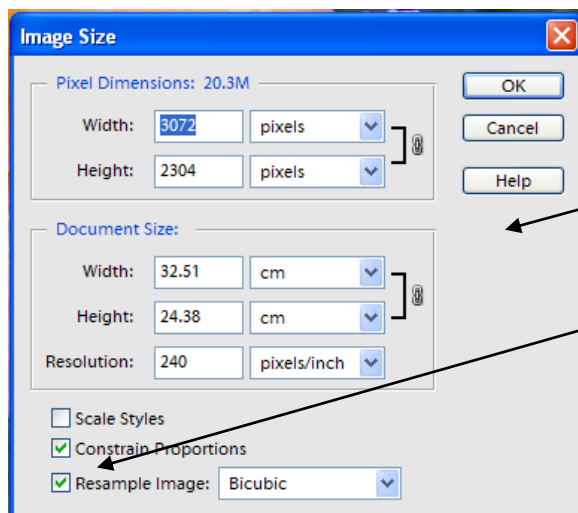 Image Size
Pixel Dimensions: 20.3M
OK
Width: 3072 pixels
Cancel
Height: 2304 pixels
Help
Document Size:
Width: 32.51 cm
Height: 24.38 cm
Resolution: 240 pixels/inch
Scale Styles
Constrain Proportions
Resample Image: Bicubic